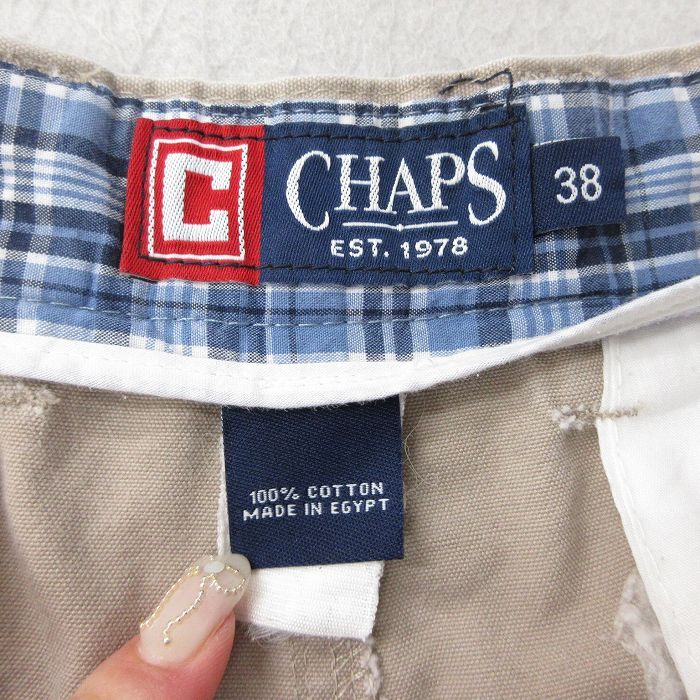 C CHAPS 38
EST. 1978
100% COTTON
MADE IN EGYPT